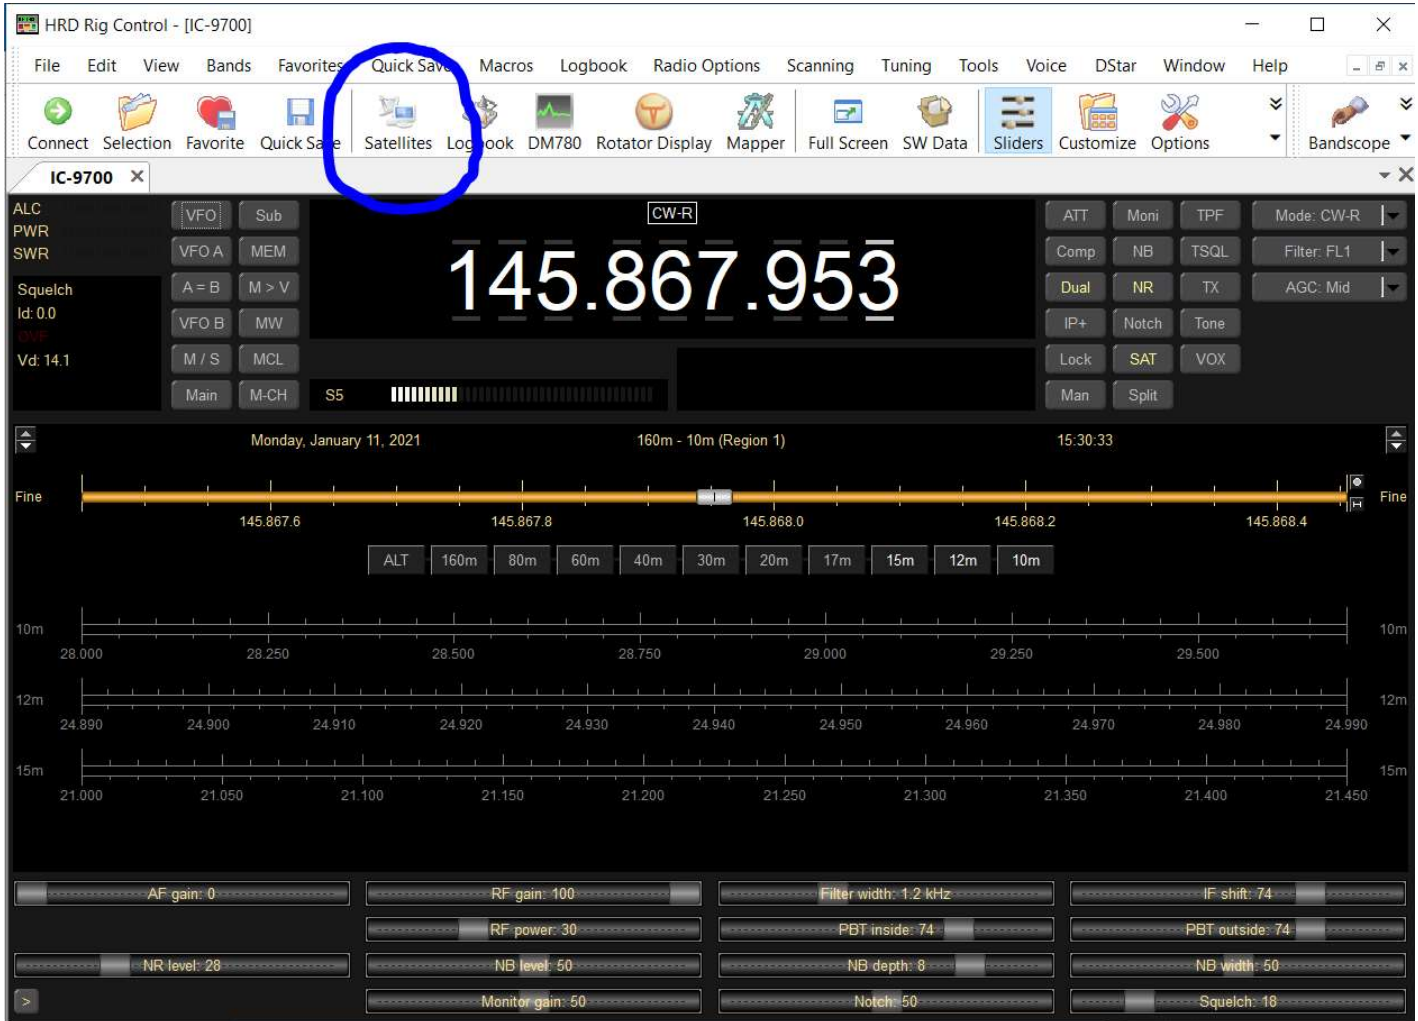 HRD Rig Control - [IC-9700]
File Edit View Bands Favorites Quick Save Macros Logbook Radio Options Scanning Tuning Tools Voice DStar Window Help
Connect Selection Favorite Quick Save Satellites Logbook DM780 Rotator Display Mapper Full Screen SW Data Sliders Customize Options Bandscope
IC-9700
ALC VFO Sub CW-R ATT Moni TPF Mode: CW-R
PWR
SWR VFO A MEM 145.867.953 Comp NB TSQL Filter: FL1
Squelch A = B M > V Dual NR TX AGC: Mid
Id: 0.0 VFO B MW IP+ Notch Tone
OVF
Vd: 14.1 M / S MCL Lock SAT VOX
Main M-CH S5 Man Split
Monday, January 11, 2021 160m - 10m (Region 1) 15:30:33
Fine Fine
145.867.6 145.867.8 145.868.0 145.868.2 145.868.4
ALT 160m 80m 60m 40m 30m 20m 17m 15m 12m 10m
10m 10m
28.000 28.250 28.500 28.750 29.000 29.250 29.500
12m 12m
24.890 24.900 24.910 24.920 24.930 24.940 24.950 24.960 24.970 24.980 24.990
15m 15m
21.000 21.050 21.100 21.150 21.200 21.250 21.300 21.350 21.400 21.450
AF gain: 0 RF gain: 100 Filter width: 1.2 kHz IF shift: 74
RF power: 30 PBT inside: 74 PBT outside: 74
NR level: 28 NB level: 50 NB depth: 8 NB width: 50
> Monitor gain: 50 Notch: 50 Squelch: 18